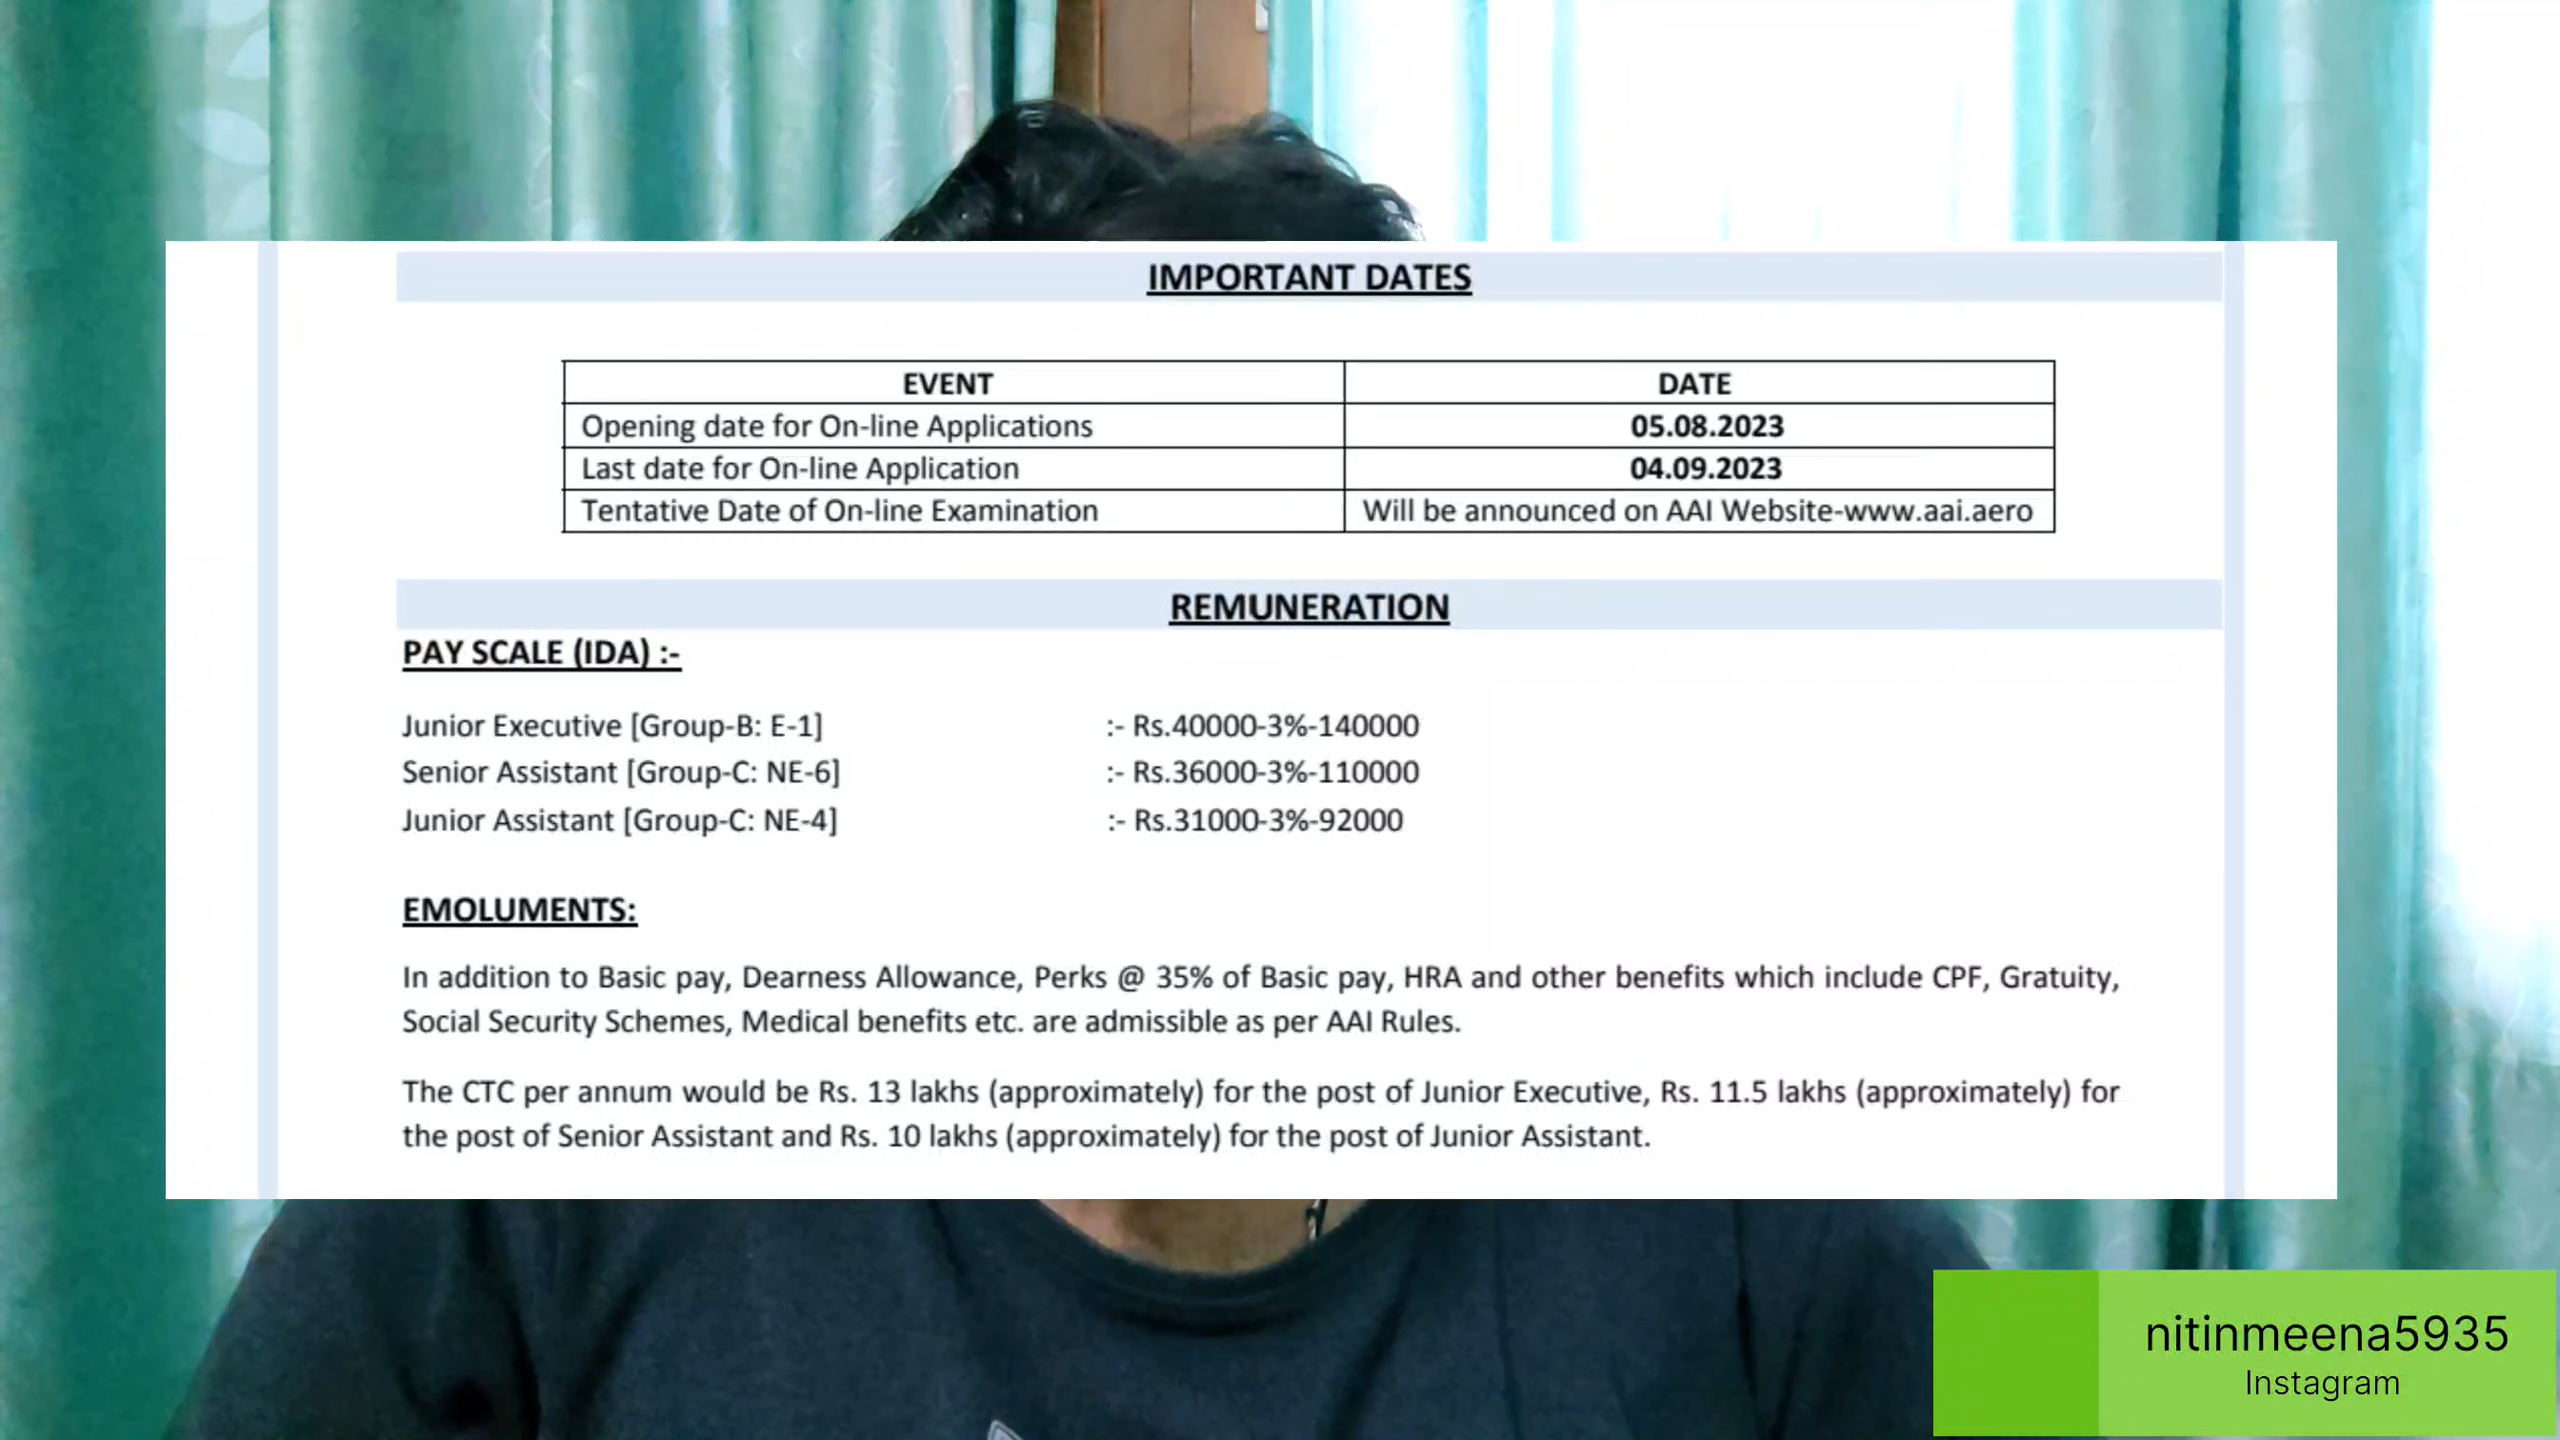 IMPORTANT DATES
EVENT DATE
Opening date for On-line Applications 05.08.2023
Last date for On-line Application 04.09.2023
Tentative Date of On-line Examination Will be announced on AAI Website-www.aai.aero
REMUNERATION
PAY SCALE (IDA) :-
Junior Executive [Group-B: E-1] :- Rs.40000-3%-140000
Senior Assistant [Group-C: NE-6] :- Rs.36000-3%-110000
Junior Assistant [Group-C: NE-4] :- Rs.31000-3%-92000
EMOLUMENTS:
In addition to Basic pay, Dearness Allowance, Perks @ 35% of Basic pay, HRA and other benefits which include CPF, Gratuity,
Social Security Schemes, Medical benefits etc. are admissible as per AAI Rules.
The CTC per annum would be Rs. 13 lakhs (approximately) for the post of Junior Executive, Rs. 11.5 lakhs (approximately) for
the post of Senior Assistant and Rs. 10 lakhs (approximately) for the post of Junior Assistant.
nitinmeena5935
Instagram